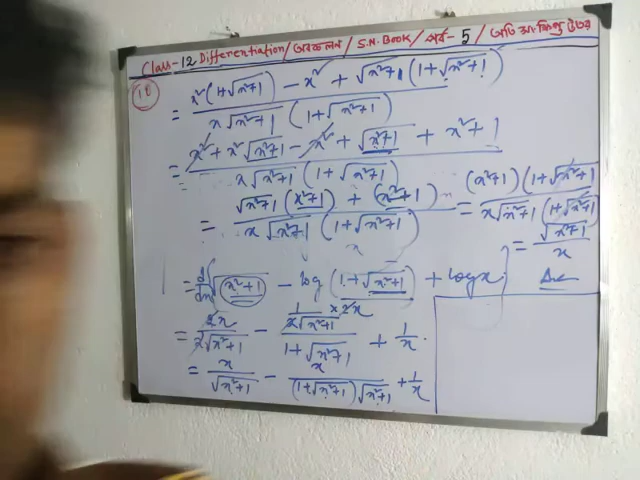 Class-12 Differentiation/অবকলন/S.N. Book/পর্ব-5/অতি সংক্ষিপ্ত উত্তর
(18)
= x²(1+√(x²+1)) - x² + √(x²+1) (1+√(x²+1)) / x√(x²+1) (1+√(x²+1))
= x² + x²√(x²+1) - x² + √(x²+1) + x²+1 / x√(x²+1) (1+√(x²+1))
= √(x²+1) (x²+1) + (x²+1) / x√(x²+1) (1+√(x²+1)) = (x²+1)(1+√(x²+1)) / x√(x²+1) (1+√(x²+1))
= √(x²+1) / x
Ans
= d/dx [√(x²+1) - log (1+√(x²+1)) + log x]
= 2x / 2√(x²+1) - 1/2√(x²+1) × 2x / 1+√(x²+1) + 1/x.
= x / √(x²+1) - x / (1+√(x²+1))√(x²+1) + 1/x